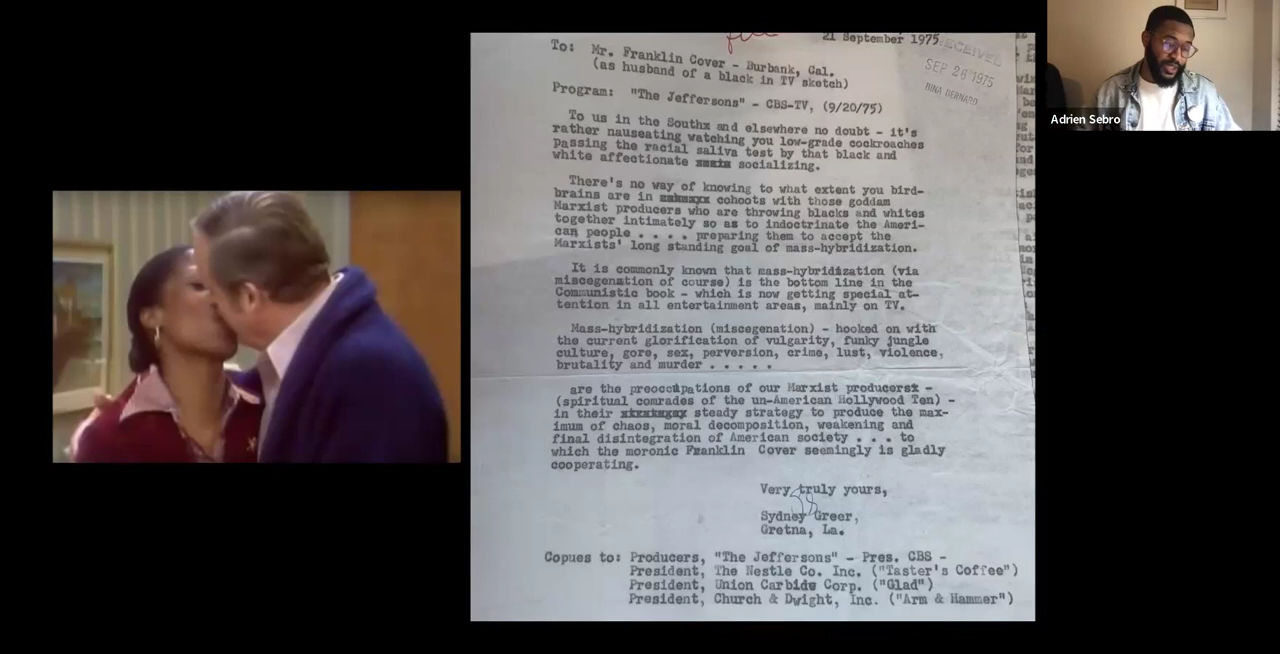 21 September 1975
RECEIVED
SEP 26 1975
BINA BERNARD
To: Mr. Franklin Cover - Burbank, Cal.
(as husband of a black in TV sketch)
Program: "The Jeffersons" - CBS-TV, (9/20/75)
To us in the Southx and elsewhere no doubt - it's
rather nauseating watching you low-grade cockroaches
passing the racial saliva test by that black and
white affectionate socializing.
There's no way of knowing to what extent you bird-
brains are in cohoots with those goddam
Marxist producers who are throwing blacks and whites
together intimately so as to indoctrinate the Ameri-
can people . . . . preparing them to accept the
Marxists' long standing goal of mass-hybridization.
It is commonly known that mass-hybridization (via
miscegenation of course) is the bottom line in the
Communistic book - which is now getting special at-
tention in all entertainment areas, mainly on TV.
Mass-hybridization (miscegenation) - hooked on with
the current glorification of vulgarity, funky jungle
culture, gore, sex, perversion, crime, lust, violence,
brutality and murder . . . . .
are the preoccupations of our Marxist producersx -
(spiritual comrades of the un-American Hollywood Ten) -
in their steady strategy to produce the max-
imum of chaos, moral decomposition, weakening and
final disintegration of American society . . . to
which the moronic Franklin Cover seemingly is gladly
cooperating.
Very truly yours,
Sydney Greer,
Gretna, La.
Copues to: Producers, "The Jeffersons" - Pres. CBS -
President, The Nestle Co. Inc. ("Taster's Coffee")
President, Union Carbide Corp. ("Glad")
President, Church & Dwight, Inc. ("Arm & Hammer")
Adrien Sebro